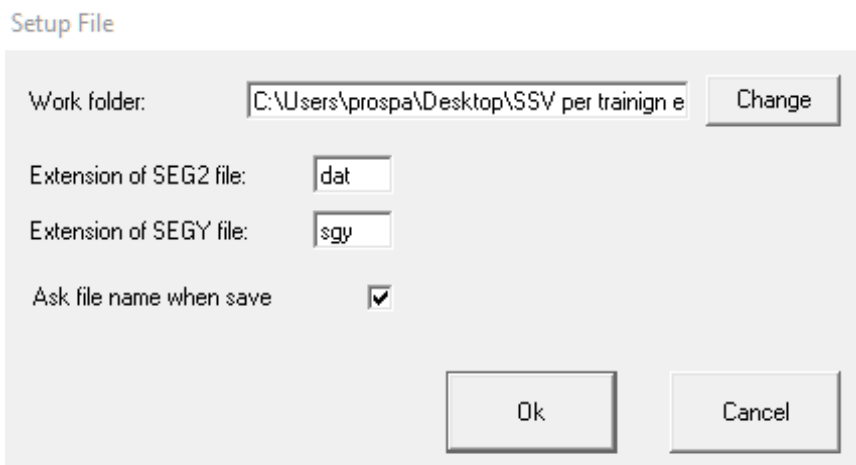 Setup File
Work folder: C:\Users\prospa\Desktop\SSV per trainign e Change
Extension of SEG2 file: dat
Extension of SEGY file: sgy
Ask file name when save
Ok Cancel